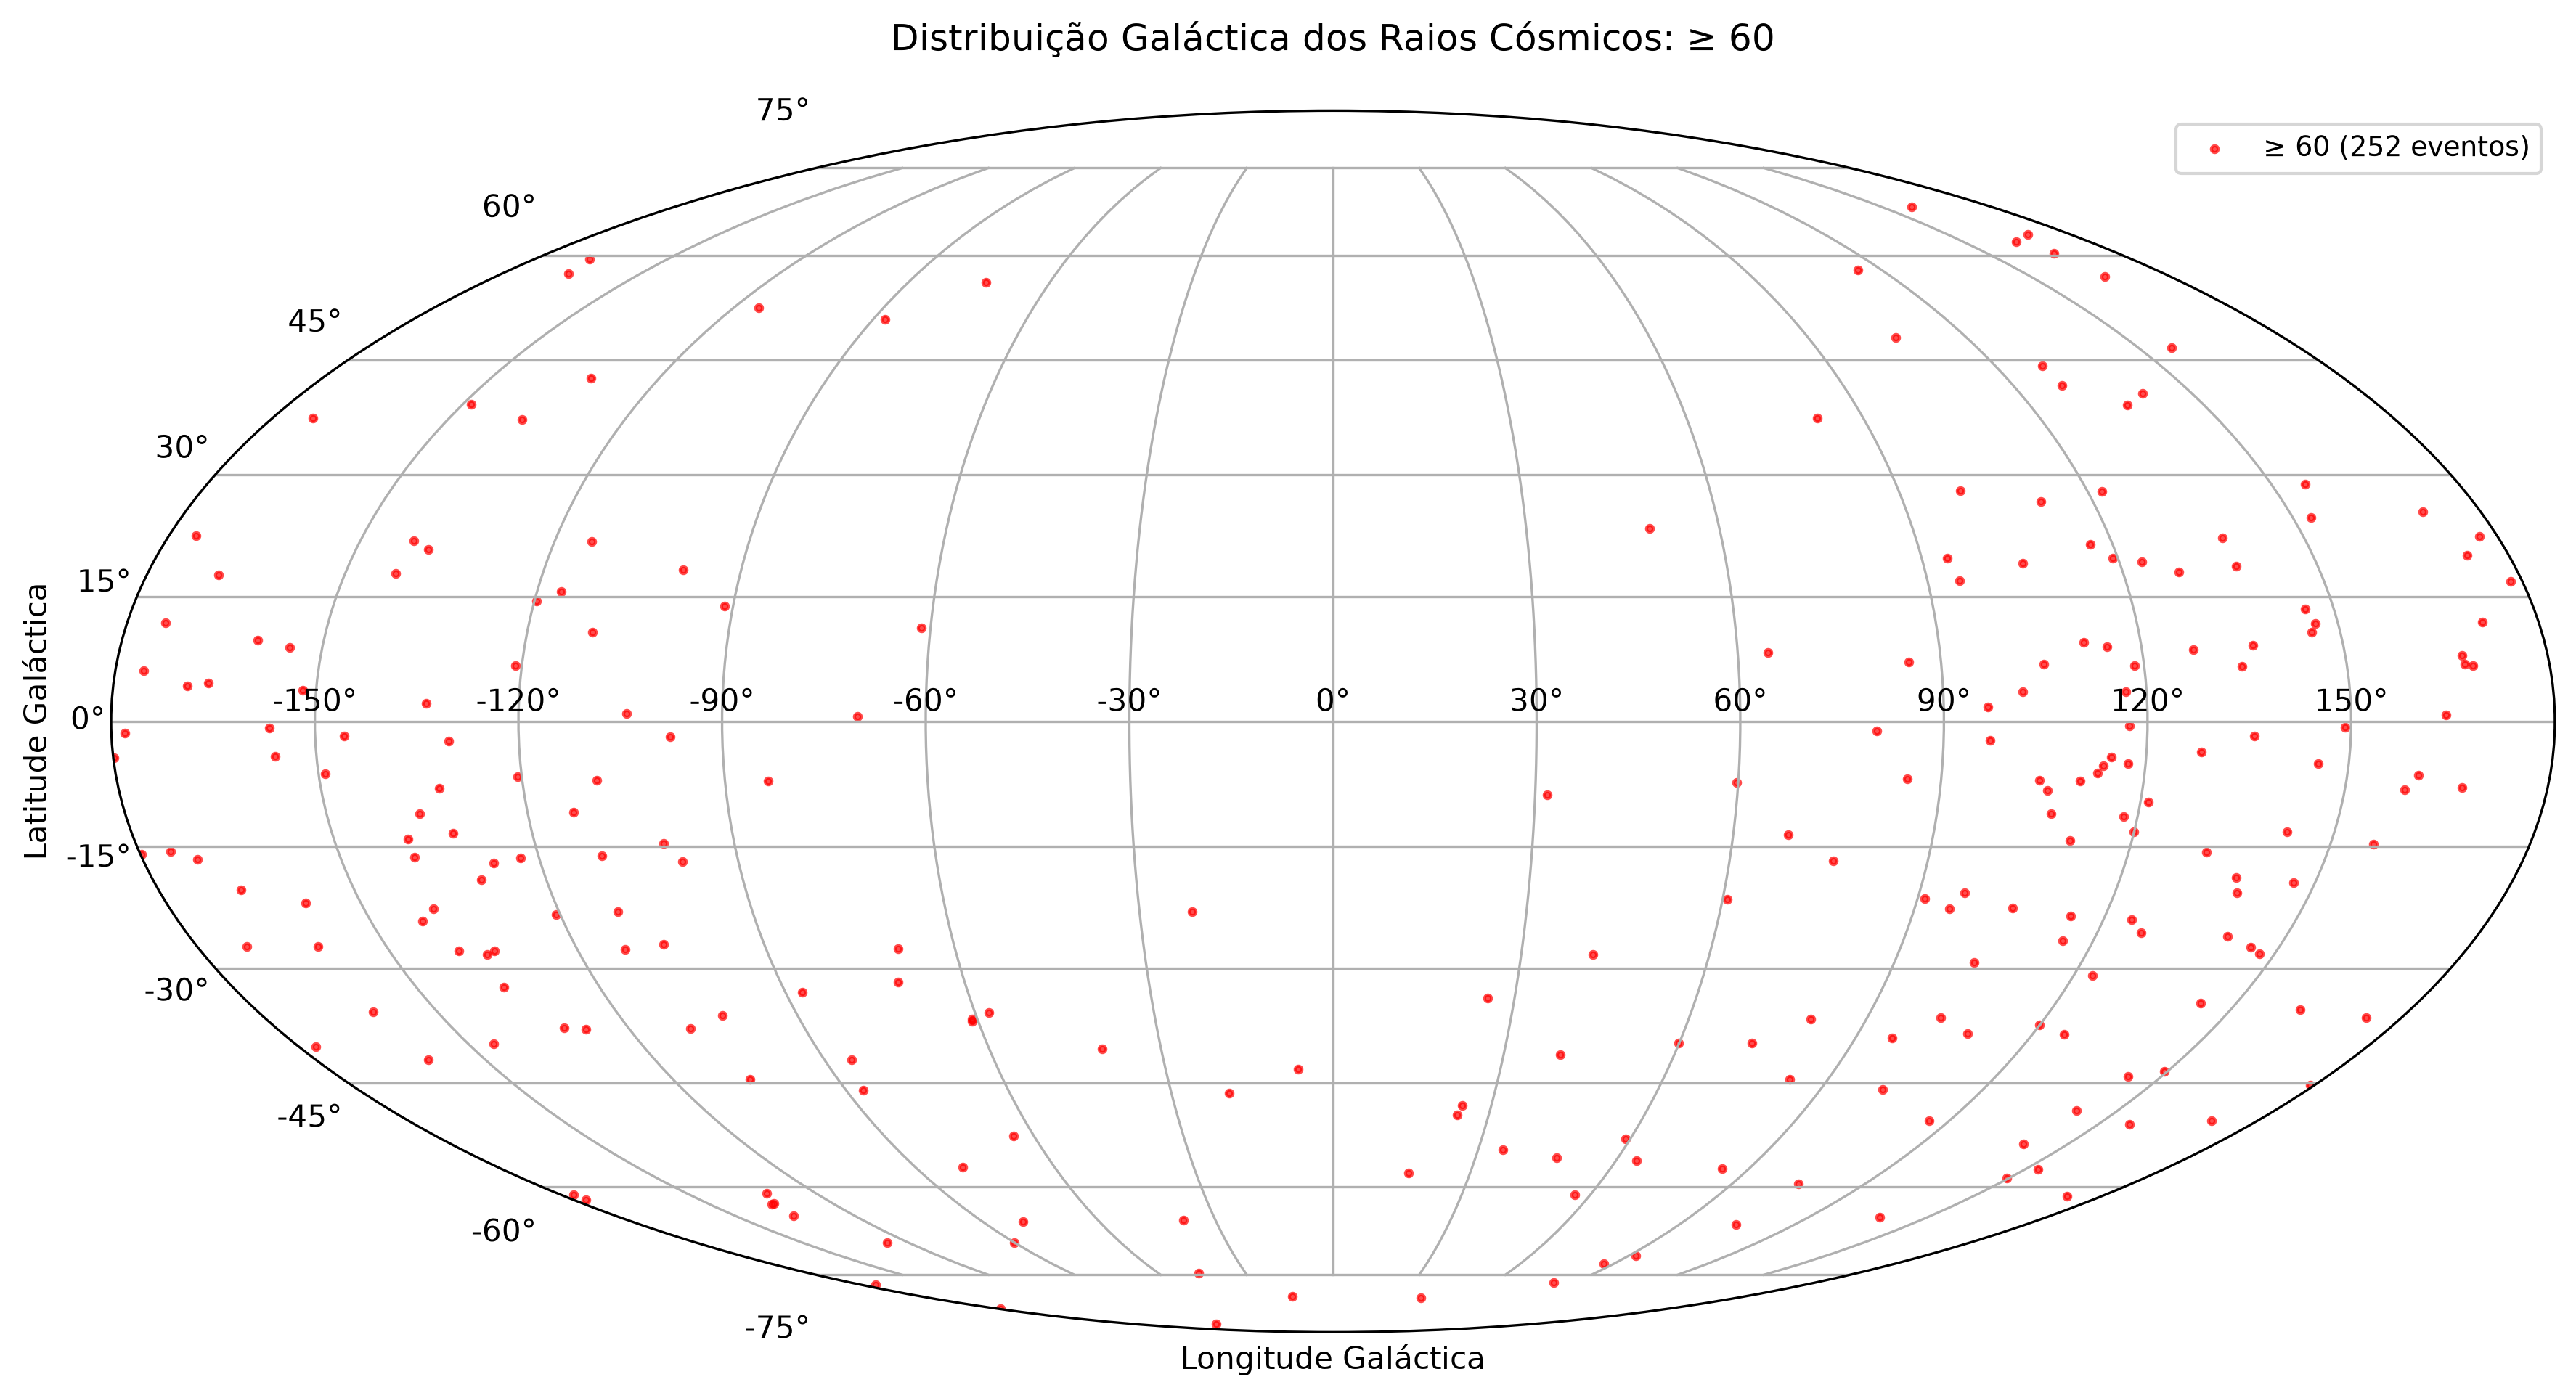 Distribuição Galáctica dos Raios Cósmicos: ≥ 60
≥ 60 (252 eventos)
75°
60°
45°
30°
15°
0°
-15°
-30°
-45°
-60°
-75°
-150° -120° -90° -60° -30° 0° 30° 60° 90° 120° 150°
Latitude Galáctica
Longitude Galáctica